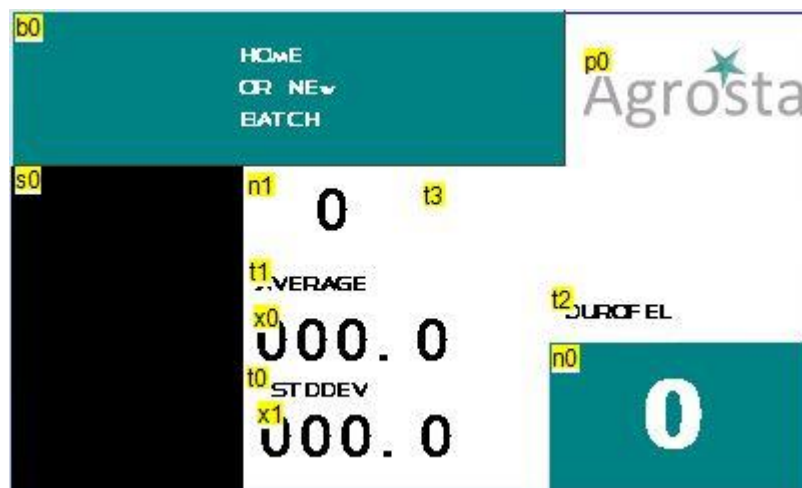 b0
HOME
OR NEW
BATCH
p0
Agrosta
s0
n1
0
t3
t1
AVERAGE
x0
000.0
t2
DUROFEL
t0
STDDEV
x1
000.0
n0
0